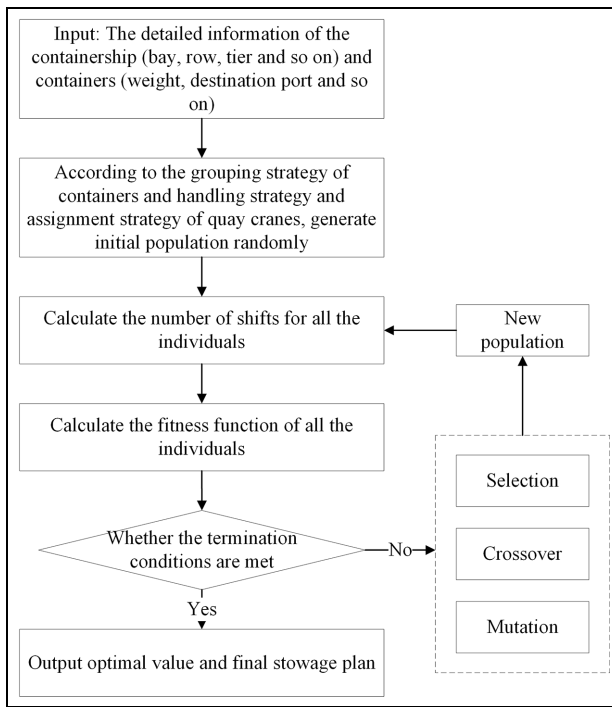 Input: The detailed information of the
containership (bay, row, tier and so on) and
containers (weight, destination port and so
on)
According to the grouping strategy of
containers and handling strategy and
assignment strategy of quay cranes, generate
initial population randomly
Calculate the number of shifts for all the
individuals
New
population
Calculate the fitness function of all the
individuals
Selection
Whether the termination
conditions are met
No
Crossover
Yes
Mutation
Output optimal value and final stowage plan